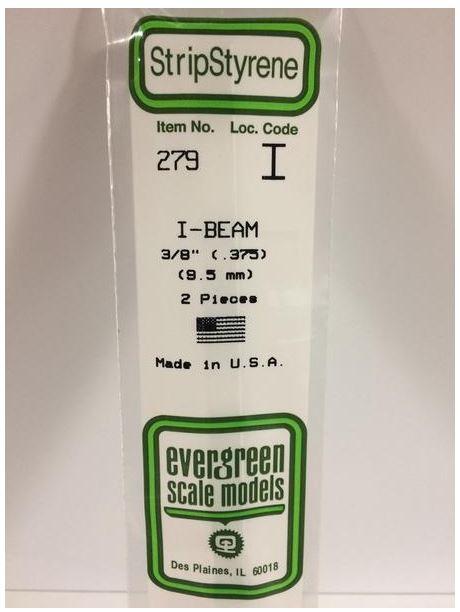 StripStyrene
Item No. Loc. Code
279 I
I-BEAM
3/8" (.375)
(9.5 mm)
2 Pieces
Made in U.S.A.
evergreen
scale models
Des Plaines, IL 60018